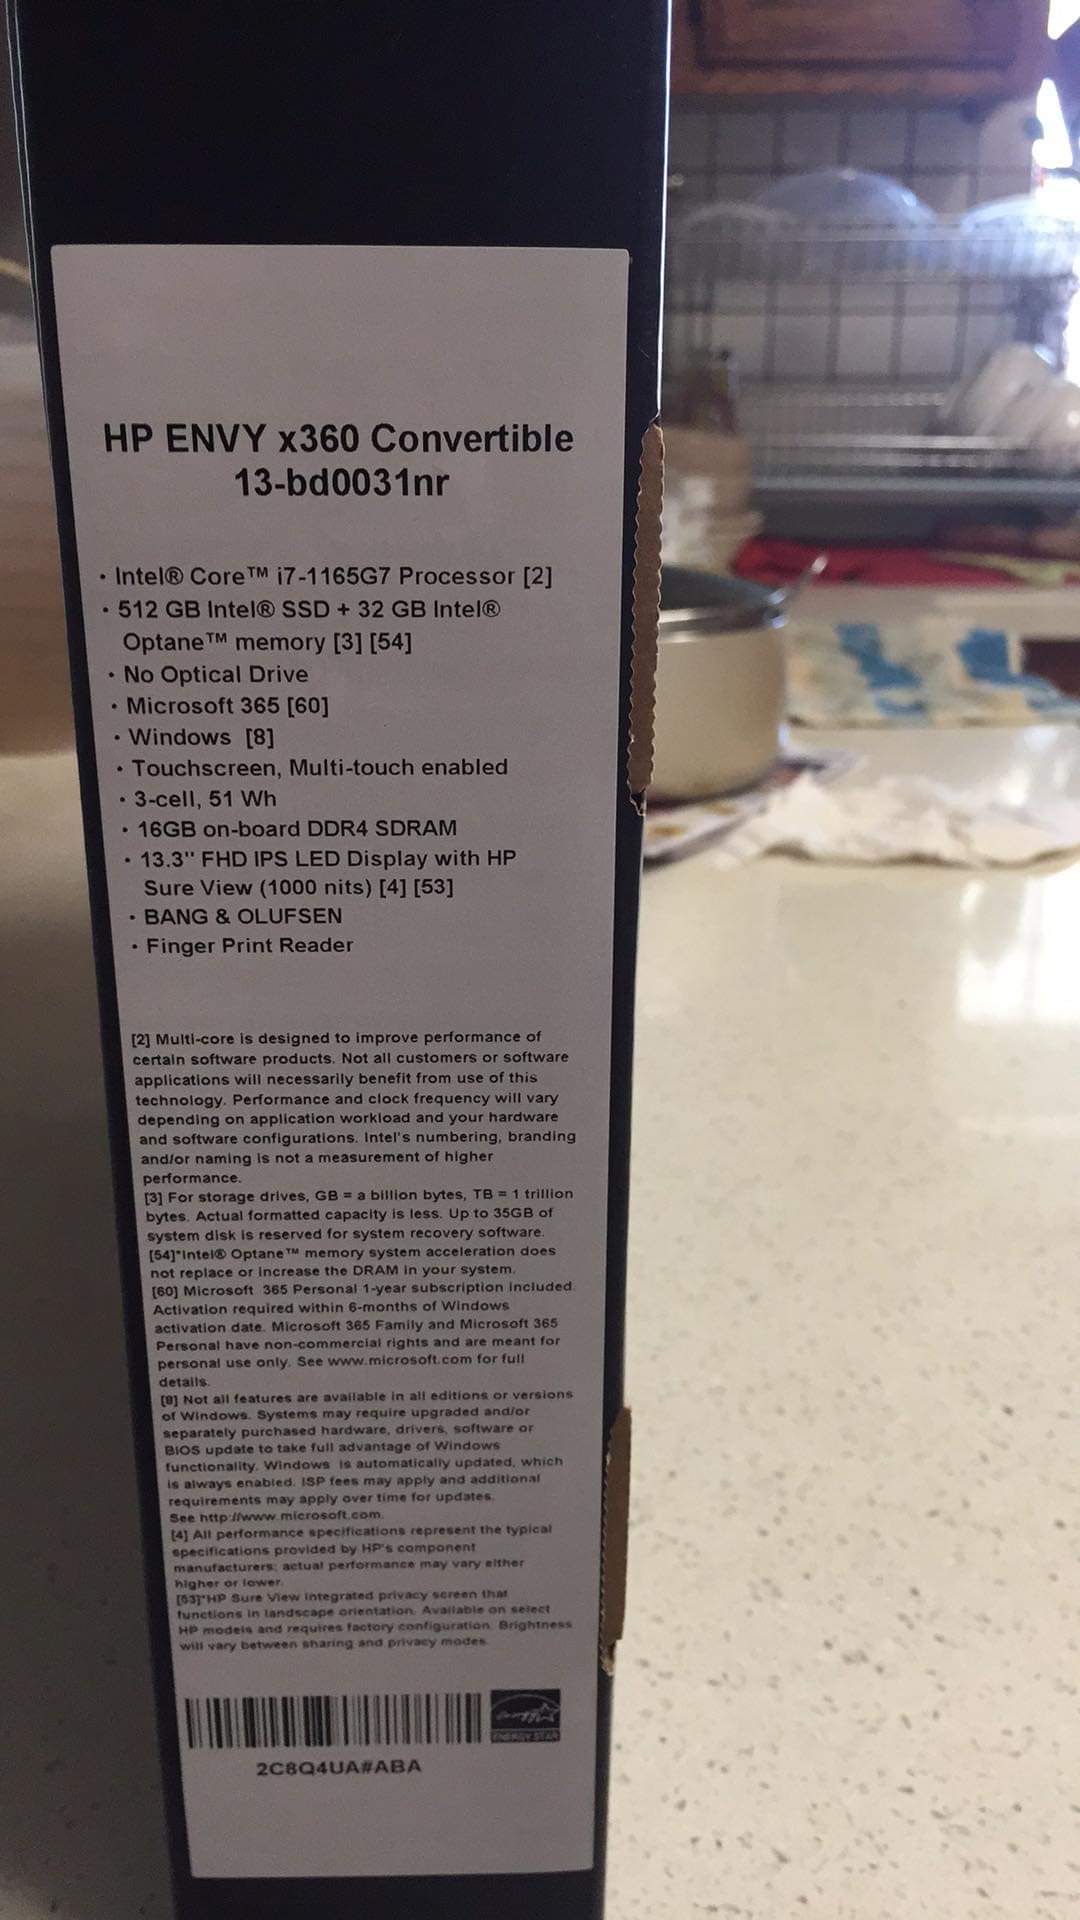 HP ENVY x360 Convertible
13-bd0031nr
• Intel® Core™ i7-1165G7 Processor [2]
• 512 GB Intel® SSD + 32 GB Intel®
Optane™ memory [3] [54]
• No Optical Drive
• Microsoft 365 [60]
• Windows [8]
• Touchscreen, Multi-touch enabled
• 3-cell, 51 Wh
• 16GB on-board DDR4 SDRAM
• 13.3" FHD IPS LED Display with HP
Sure View (1000 nits) [4] [53]
• BANG & OLUFSEN
• Finger Print Reader
[2] Multi-core is designed to improve performance of
certain software products. Not all customers or software
applications will necessarily benefit from use of this
technology. Performance and clock frequency will vary
depending on application workload and your hardware
and software configurations. Intel's numbering, branding
and/or naming is not a measurement of higher
performance.
[3] For storage drives, GB = a billion bytes, TB = 1 trillion
bytes. Actual formatted capacity is less. Up to 35GB of
system disk is reserved for system recovery software.
[54]*Intel® Optane™ memory system acceleration does
not replace or increase the DRAM in your system.
[60] Microsoft 365 Personal 1-year subscription included.
Activation required within 6-months of Windows
activation date. Microsoft 365 Family and Microsoft 365
Personal have non-commercial rights and are meant for
personal use only. See www.microsoft.com for full
details.
[8] Not all features are available in all editions or versions
of Windows. Systems may require upgraded and/or
separately purchased hardware, drivers, software or
BIOS update to take full advantage of Windows
functionality. Windows is automatically updated, which
is always enabled. ISP fees may apply and additional
requirements may apply over time for updates.
See http://www.microsoft.com.
[4] All performance specifications represent the typical
specifications provided by HP's component
manufacturers; actual performance may vary either
higher or lower.
[53]*HP Sure View integrated privacy screen that
functions in landscape orientation. Available on select
HP models and requires factory configuration. Brightness
will vary between sharing and privacy modes.
ENERGY STAR
2C8Q4UA#ABA